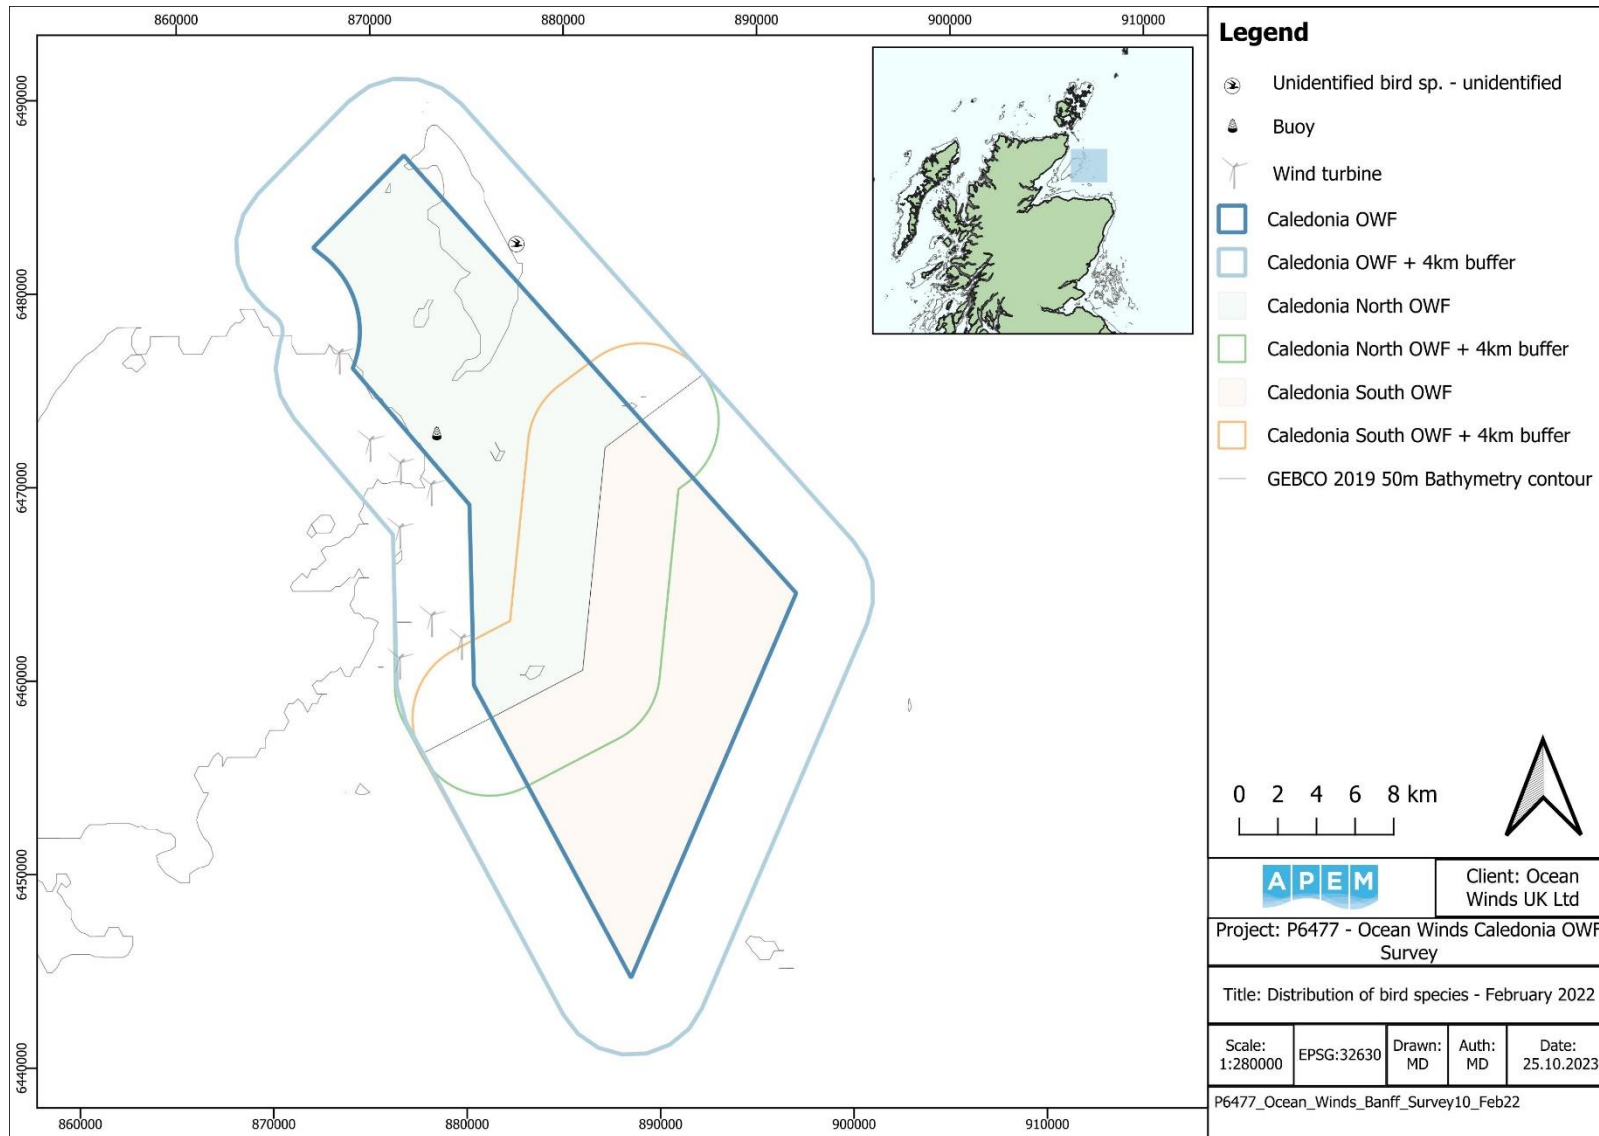 860000 870000 880000 890000 900000 910000
6490000
6480000
6470000
6460000
6450000
6440000
860000 870000 880000 890000 900000 910000
Legend
Unidentified bird sp. - unidentified
Buoy
Wind turbine
Caledonia OWF
Caledonia OWF + 4km buffer
Caledonia North OWF
Caledonia North OWF + 4km buffer
Caledonia South OWF
Caledonia South OWF + 4km buffer
GEBCO 2019 50m Bathymetry contour
0 2 4 6 8 km
APEM
Client: Ocean
Winds UK Ltd
Project: P6477 - Ocean Winds Caledonia OWF
Survey
Title: Distribution of bird species - February 2022
Scale:
1:280000
EPSG:32630
Drawn:
MD
Auth:
MD
Date:
25.10.2023
P6477_Ocean_Winds_Banff_Survey10_Feb22